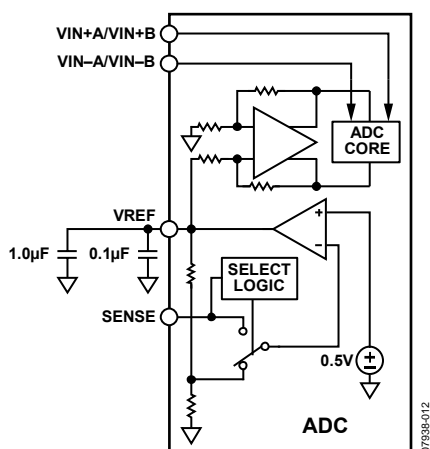 VIN+A/VIN+B
VIN–A/VIN–B
ADC
CORE
VREF
1.0µF
0.1µF
SELECT
LOGIC
SENSE
0.5V
ADC
07938-012